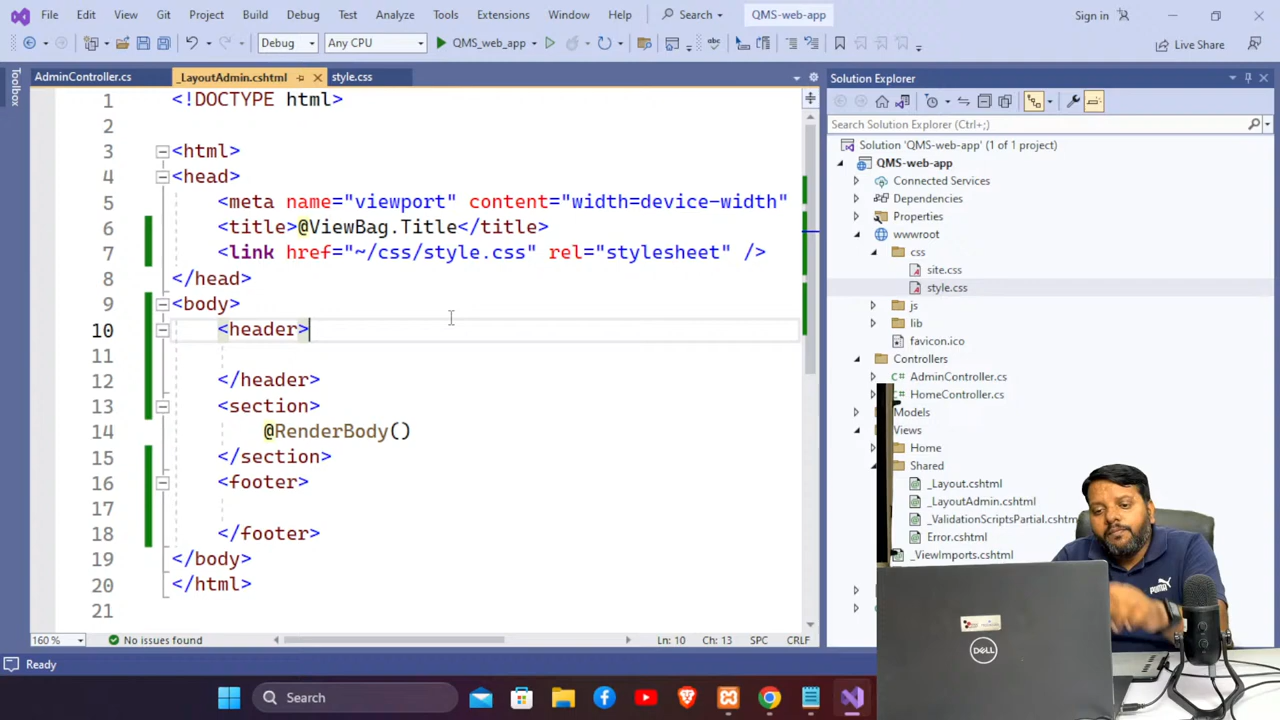 File Edit View Git Project Build Debug Test Analyze Tools Extensions Window Help Search QMS-web-app Sign in
Debug Any CPU QMS_web_app Live Share
Toolbox
AdminController.cs _LayoutAdmin.cshtml style.css
1 <!DOCTYPE html>
2
3 <html>
4 <head>
5 <meta name="viewport" content="width=device-width"
6 <title>@ViewBag.Title</title>
7 <link href="~/css/style.css" rel="stylesheet" />
8 </head>
9 <body>
10 <header>
11
12 </header>
13 <section>
14 @RenderBody()
15 </section>
16 <footer>
17
18 </footer>
19 </body>
20 </html>
21
160 % No issues found Ln: 10 Ch: 13 SPC CRLF
Ready
Solution Explorer
Search Solution Explorer (Ctrl+;)
Solution 'QMS-web-app' (1 of 1 project)
QMS-web-app
Connected Services
Dependencies
Properties
wwwroot
css
site.css
style.css
js
lib
favicon.ico
Controllers
AdminController.cs
HomeController.cs
Models
Views
Home
Shared
_Layout.cshtml
_LayoutAdmin.cshtml
_ValidationScriptsPartial.cshtm
Error.cshtml
_ViewImports.cshtml
PUMA
DELL
Search